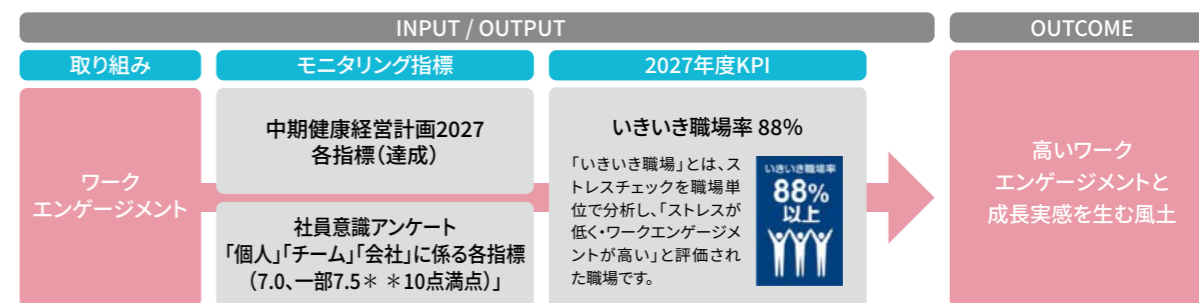 INPUT / OUTPUT
OUTCOME
取り組み
モニタリング指標
2027年度KPI
ワーク
エンゲージメント
中期健康経営計画2027
各指標（達成）
社員意識アンケート
「個人」「チーム」「会社」に係る各指標
（7.0、一部7.5＊ ＊10点満点）」
いきいき職場率 88%
「いきいき職場」とは、ス
トレスチェックを職場単
位で分析し、「ストレスが
低く・ワークエンゲージメ
ントが高い」と評価され
た職場です。
いきいき職場率
88%
以上
高いワーク
エンゲージメントと
成長実感を生む風土